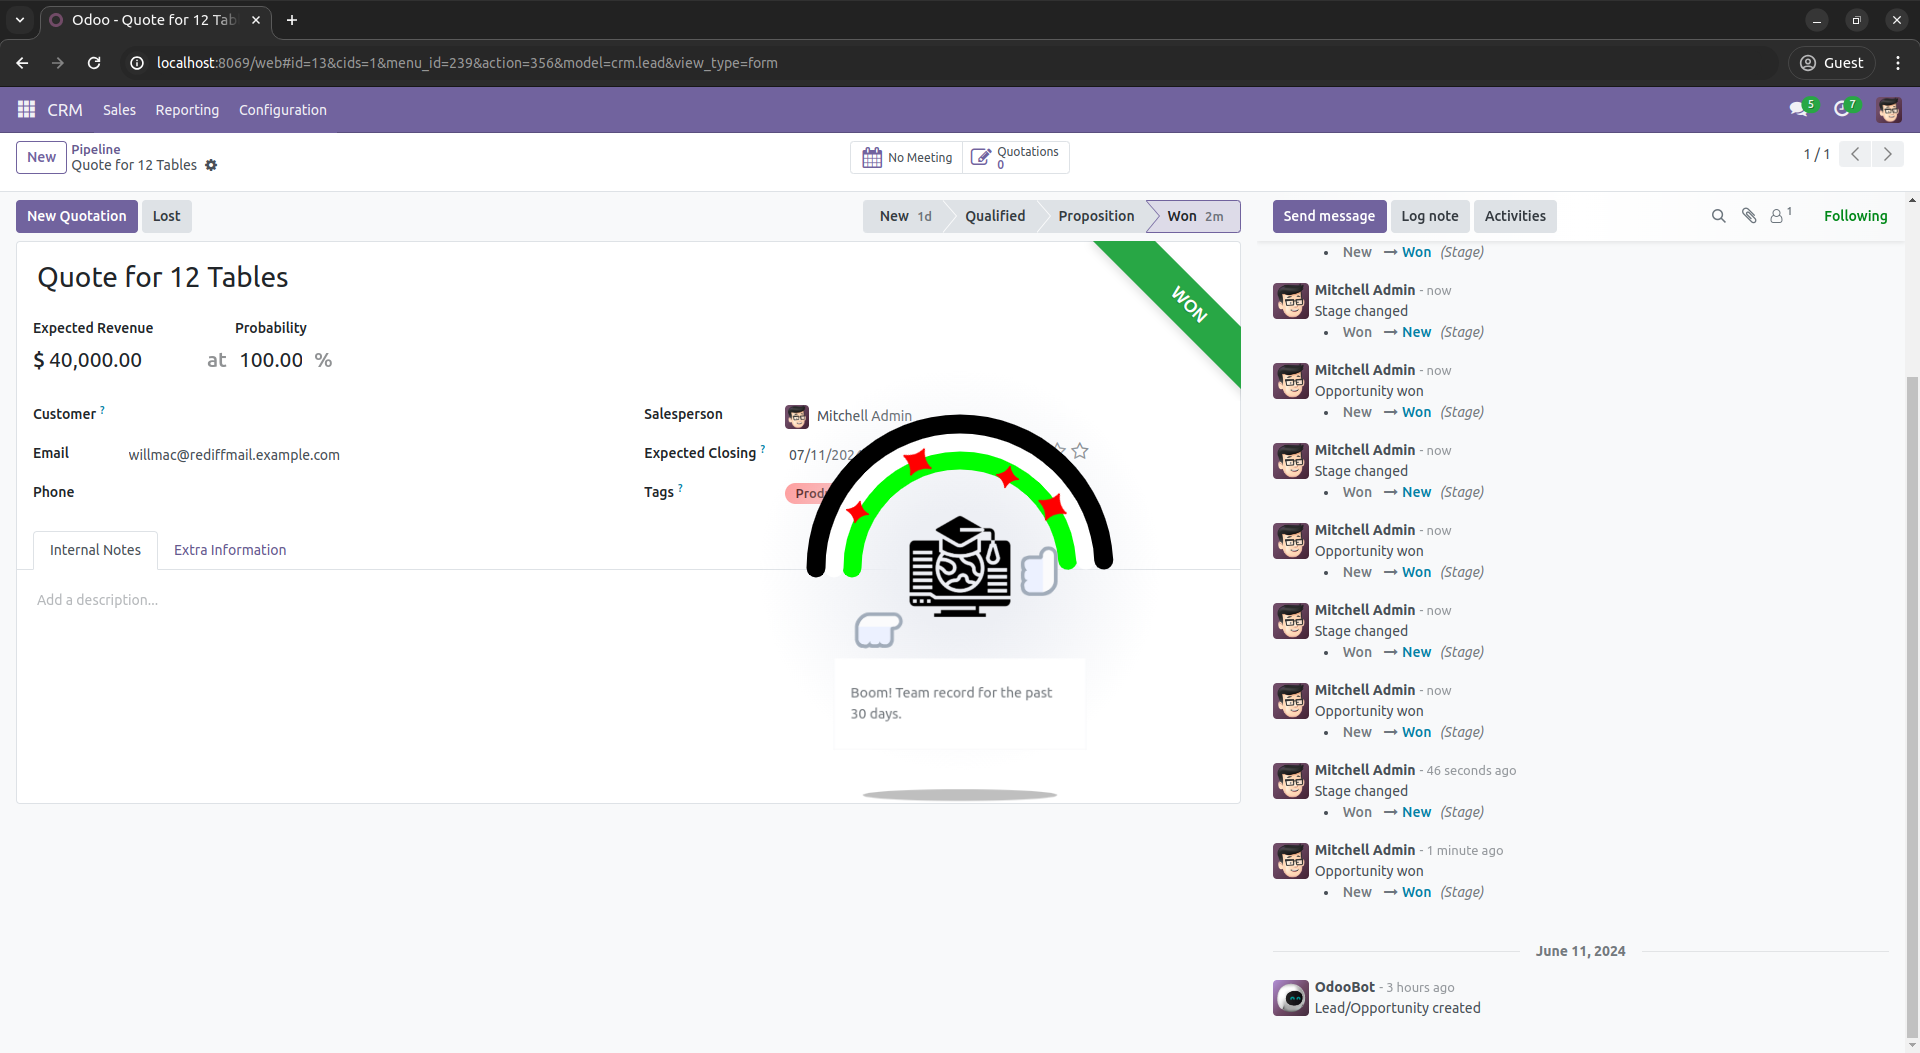 Odoo - Quote for 12 Tab
localhost:8069/web#id=13&cids=1&menu_id=239&action=356&model=crm.lead&view_type=form
Guest
CRM Sales Reporting Configuration
5 7
New Pipeline
Quote for 12 Tables
No Meeting
Quotations
0
1 / 1
New Quotation Lost
New 1d Qualified Proposition Won 2m
Send message Log note Activities
1
Following
Quote for 12 Tables
WON
Expected Revenue Probability
$ 40,000.00 at 100.00 %
Customer ?
Email willmac@rediffmail.example.com
Phone
Salesperson Mitchell Admin
Expected Closing ? 07/11/202
Tags ? Prod
Internal Notes Extra Information
Add a description...
Boom! Team record for the past
30 days.
New → Won (Stage)
Mitchell Admin - now
Stage changed
Won → New (Stage)
Mitchell Admin - now
Opportunity won
New → Won (Stage)
Mitchell Admin - now
Stage changed
Won → New (Stage)
Mitchell Admin - now
Opportunity won
New → Won (Stage)
Mitchell Admin - now
Stage changed
Won → New (Stage)
Mitchell Admin - now
Opportunity won
New → Won (Stage)
Mitchell Admin - 46 seconds ago
Stage changed
Won → New (Stage)
Mitchell Admin - 1 minute ago
Opportunity won
New → Won (Stage)
June 11, 2024
OdooBot - 3 hours ago
Lead/Opportunity created